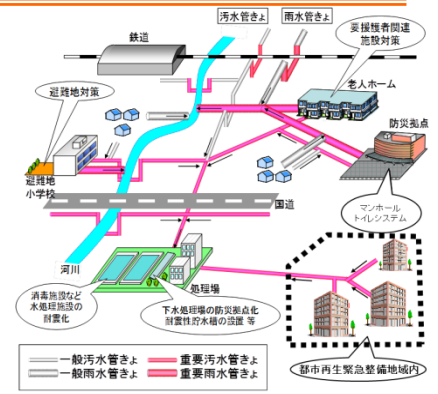 汚水管きょ
雨水管きょ
鉄道
要援護者関連
施設対策
避難地対策
老人ホーム
防災拠点
避難地
小学校
マンホール
トイレシステム
国道
河川
処理場
消毒施設など
水処理施設の
耐震化
下水処理場の防災拠点化
耐震性貯水槽の設置 等
一般汚水管きょ
重要汚水管きょ
一般雨水管きょ
重要雨水管きょ
都市再生緊急整備地域内